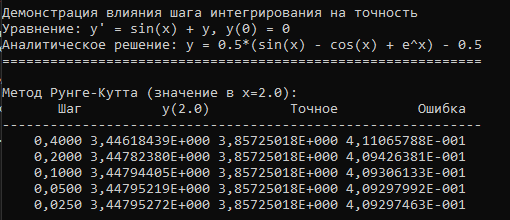 Демонстрация влияния шага интегрирования на точность
Уравнение: y' = sin(x) + y, y(0) = 0
Аналитическое решение: y = 0.5*(sin(x) - cos(x) + e^x) - 0.5
============================================================
Метод Рунге-Кутта (значение в x=2.0):
Шаг y(2.0) Точное Ошибка
------------------------------------------------------------
0,4000 3,44618439E+000 3,85725018E+000 4,11065788E-001
0,2000 3,44782380E+000 3,85725018E+000 4,09426381E-001
0,1000 3,44794405E+000 3,85725018E+000 4,09306133E-001
0,0500 3,44795219E+000 3,85725018E+000 4,09297992E-001
0,0250 3,44795272E+000 3,85725018E+000 4,09297463E-001